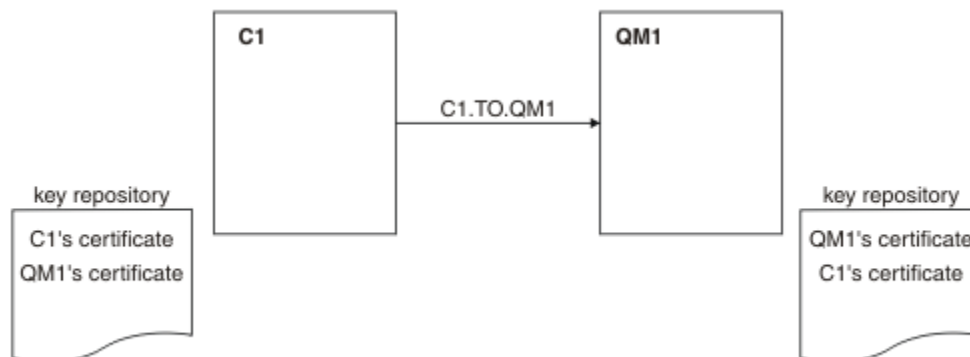 C1
QM1
C1.TO.QM1
key repository
C1's certificate
QM1's certificate
key repository
QM1's certificate
C1's certificate